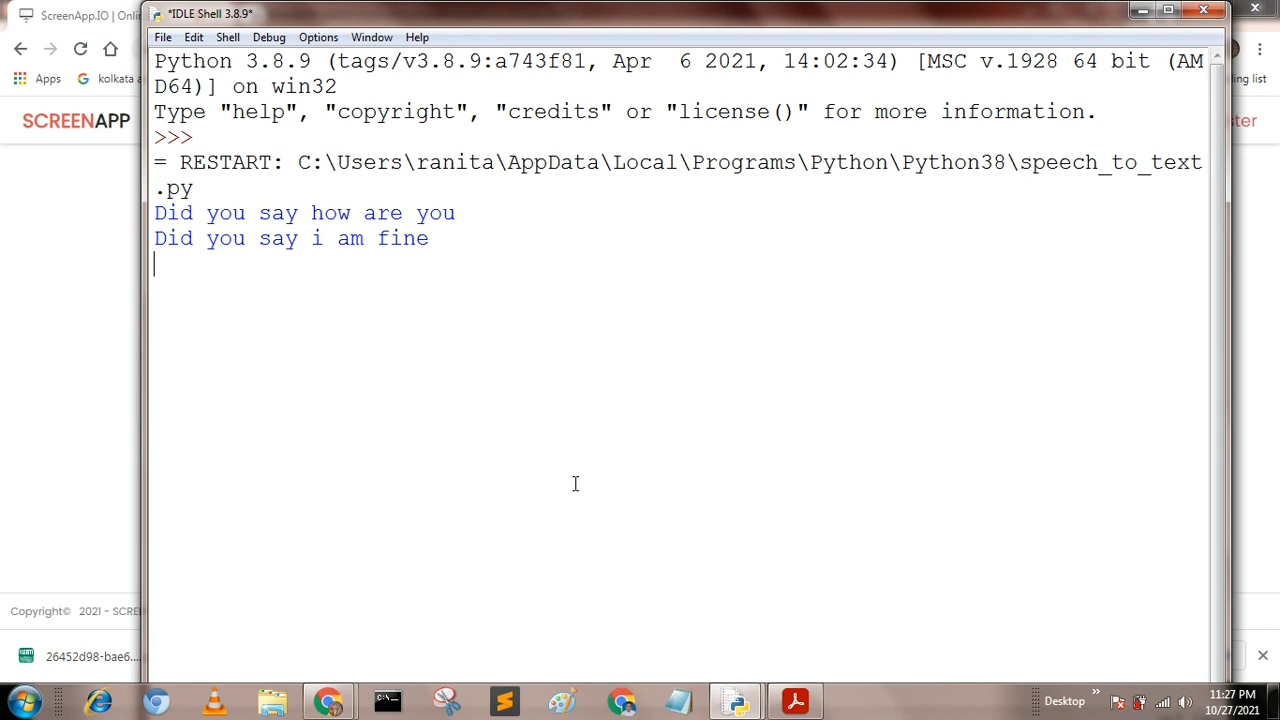 ScreenApp.IO | Onli
*IDLE Shell 3.8.9*
File Edit Shell Debug Options Window Help
Apps
kolkata a
ing list
SCREENAPP
ter
Python 3.8.9 (tags/v3.8.9:a743f81, Apr  6 2021, 14:02:34) [MSC v.1928 64 bit (AM
D64)] on win32
Type "help", "copyright", "credits" or "license()" for more information.
>>>
= RESTART: C:\Users\ranita\AppData\Local\Programs\Python\Python38\speech_to_text
.py
Did you say how are you
Did you say i am fine
Copyright© 2021 - SCRE
26452d98-bae6....
Desktop
11:27 PM
10/27/2021